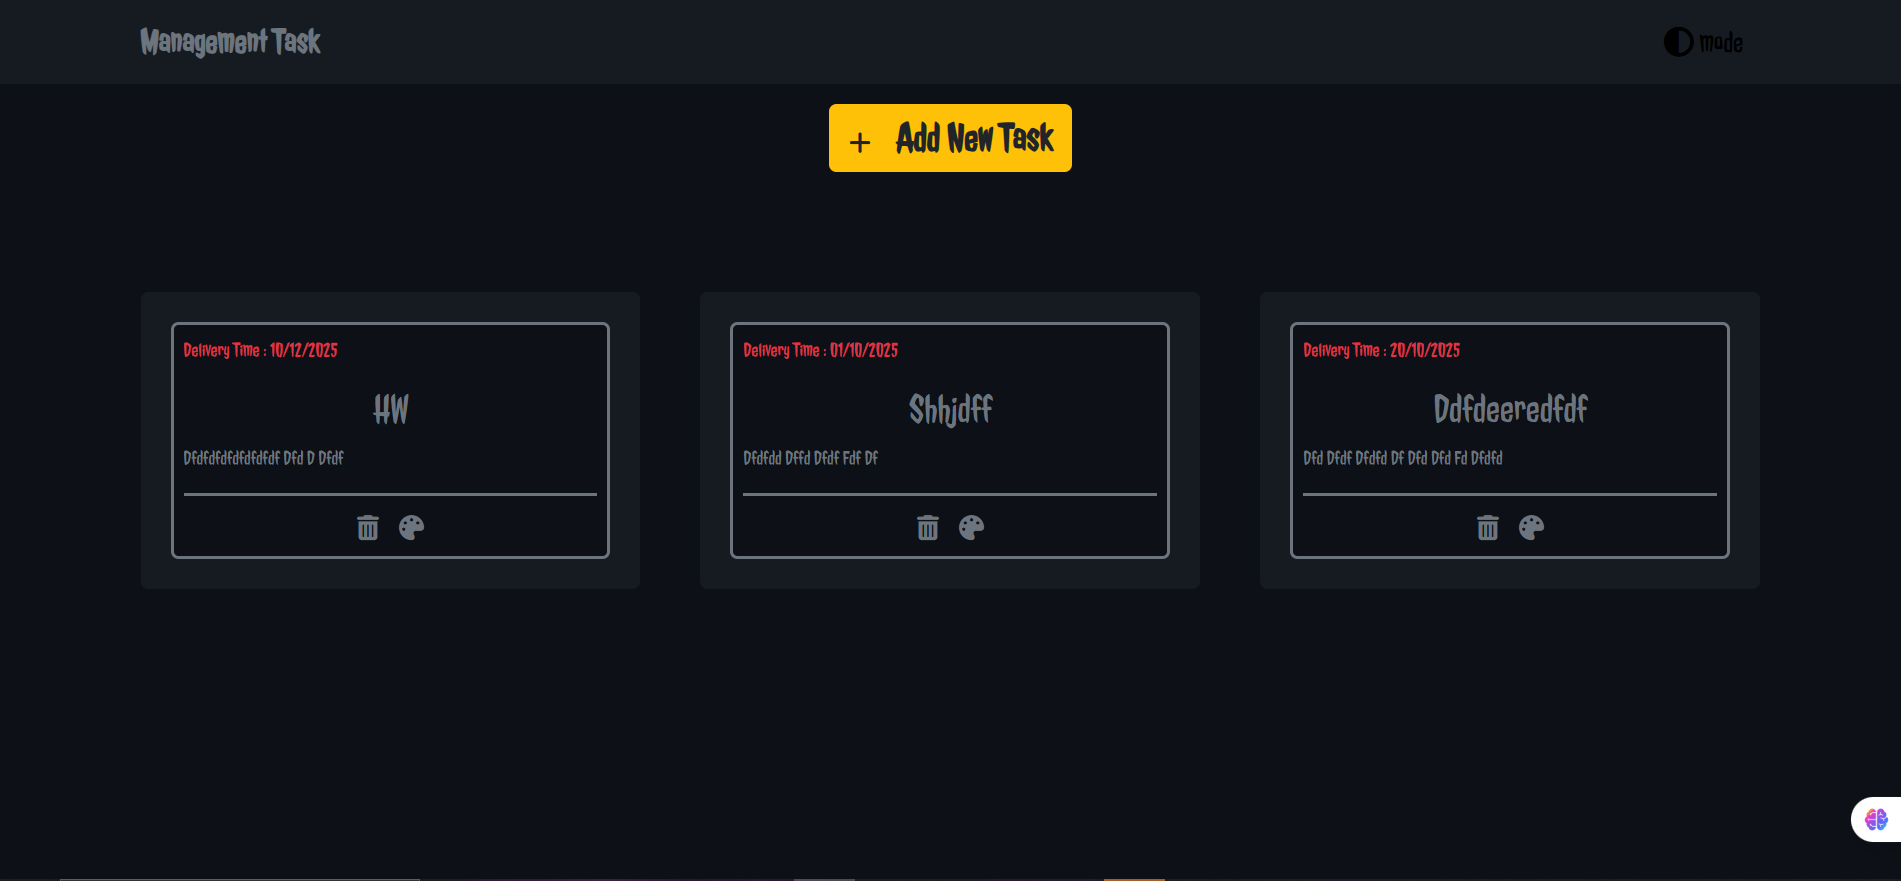 Management Task
mode
+ Add New Task
Delivery Time : 10/12/2025
HW
Dfdfdfdfdfdfdfdf Dfd D Dfdf
Delivery Time : 01/10/2025
Shhjdff
Dfdfdd Dffd Dfdf Fdf Df
Delivery Time : 20/10/2025
Ddfdeeredfdf
Dfd Dfdf Dfdfd Df Dfd Dfd Fd Dfdfd